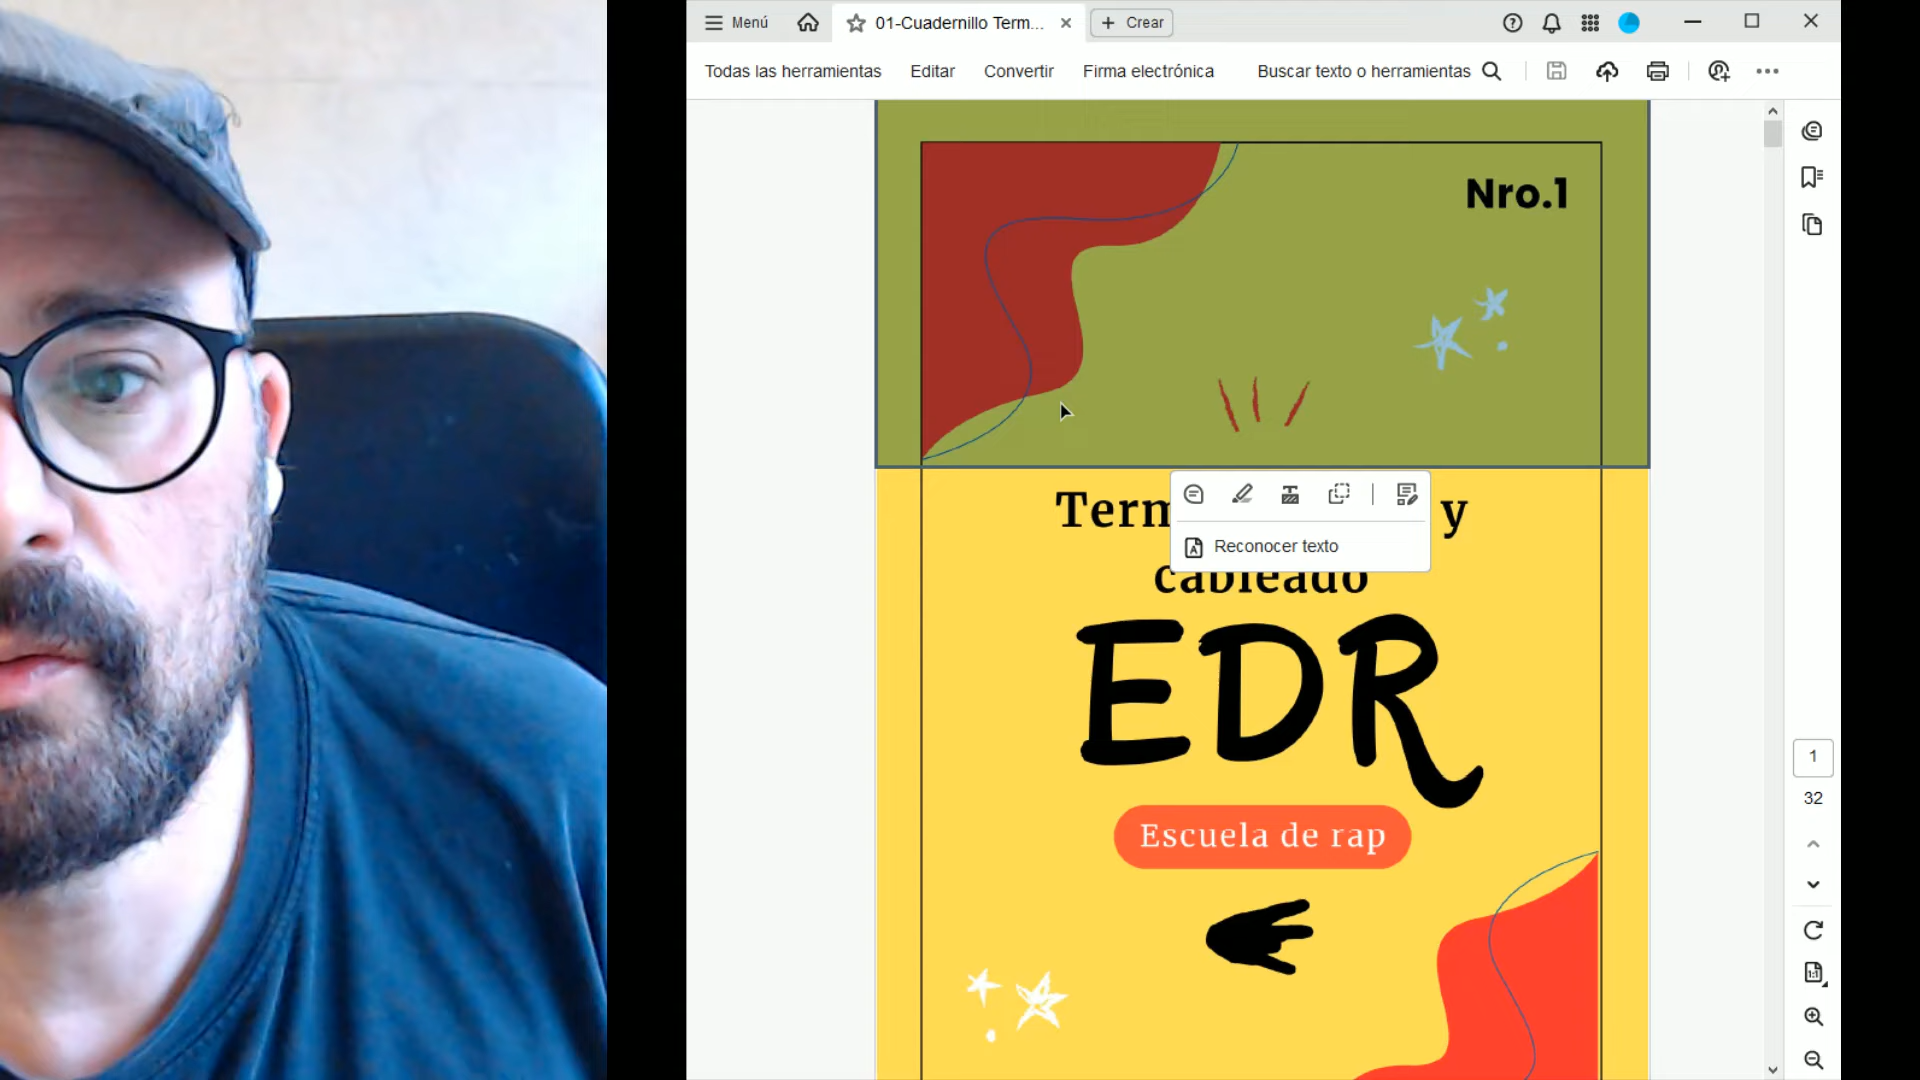 Menú
01-Cuadernillo Term...
Crear
Todas las herramientas
Editar
Convertir
Firma electrónica
Buscar texto o herramientas
Nro.1
y
Reconocer texto
cableado
EDR
Escuela de rap
1
32